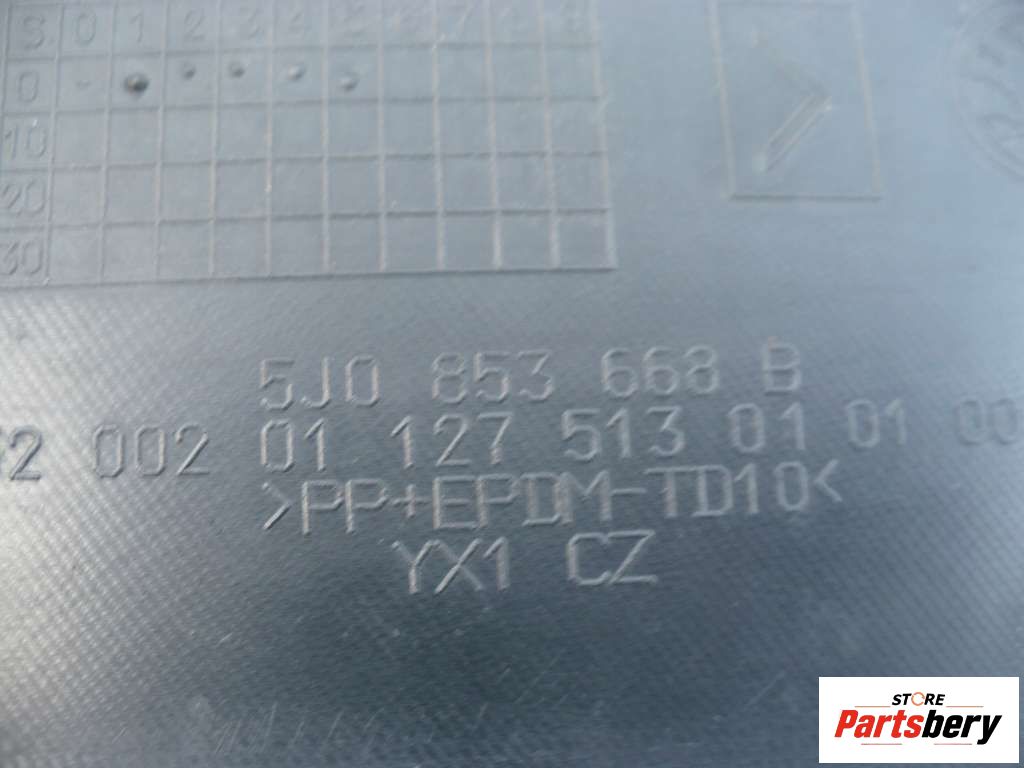 S 0 1 2 3 4 5 6 7 8 9
0
10
20
30
5J0 853 668 B
2 002 01 127 513 01 01 00
>PP+EPDM-TD10<
YX1 CZ
STORE
Partsbery